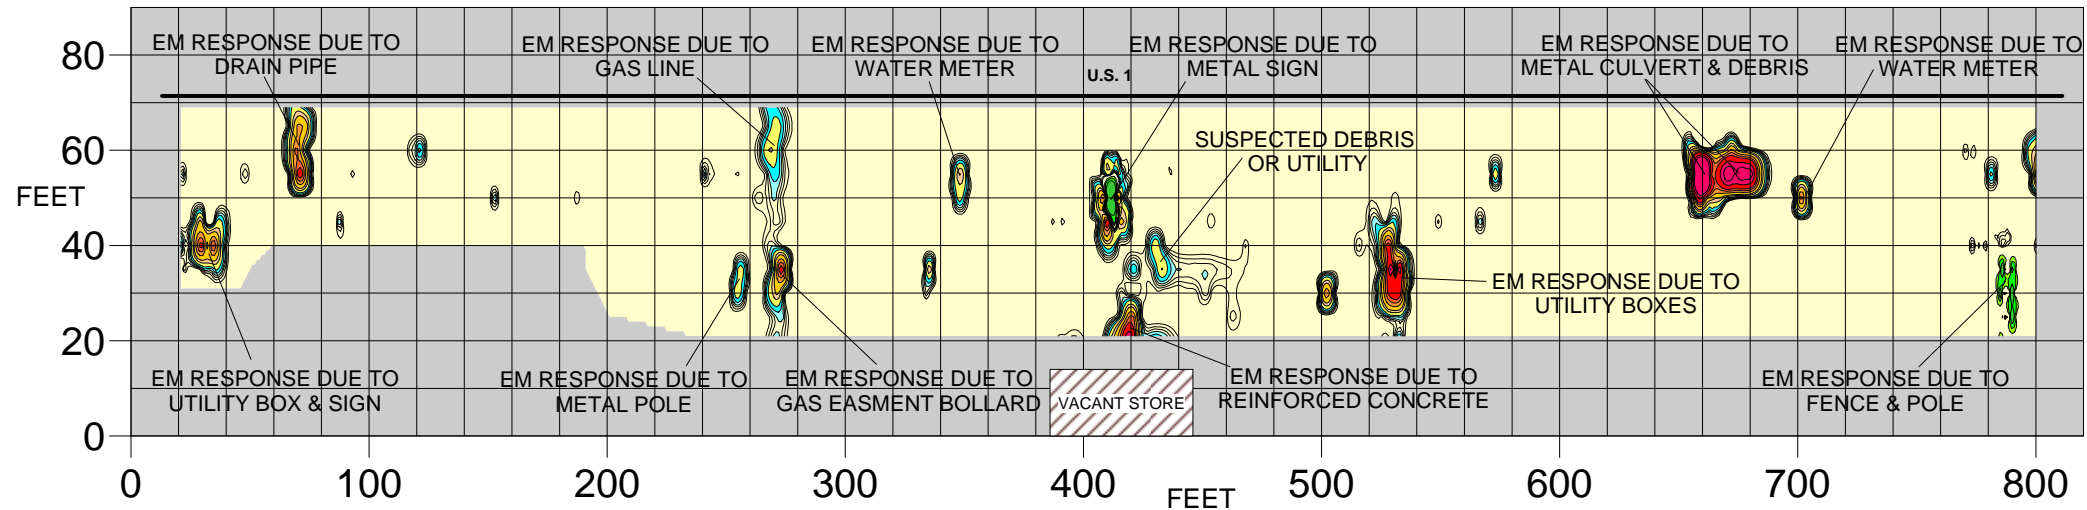 80
60
40
20
0
FEET
EM RESPONSE DUE TO
DRAIN PIPE
EM RESPONSE DUE TO
GAS LINE
EM RESPONSE DUE TO
WATER METER
U.S. 1
EM RESPONSE DUE TO
METAL SIGN
EM RESPONSE DUE TO
METAL CULVERT & DEBRIS
EM RESPONSE DUE TO
WATER METER
SUSPECTED DEBRIS
OR UTILITY
EM RESPONSE DUE TO
UTILITY BOXES
EM RESPONSE DUE TO
UTILITY BOX & SIGN
EM RESPONSE DUE TO
METAL POLE
EM RESPONSE DUE TO
GAS EASMENT BOLLARD
VACANT STORE
EM RESPONSE DUE TO
REINFORCED CONCRETE
EM RESPONSE DUE TO
FENCE & POLE
0 100 200 300 400 500 600 700 800
FEET